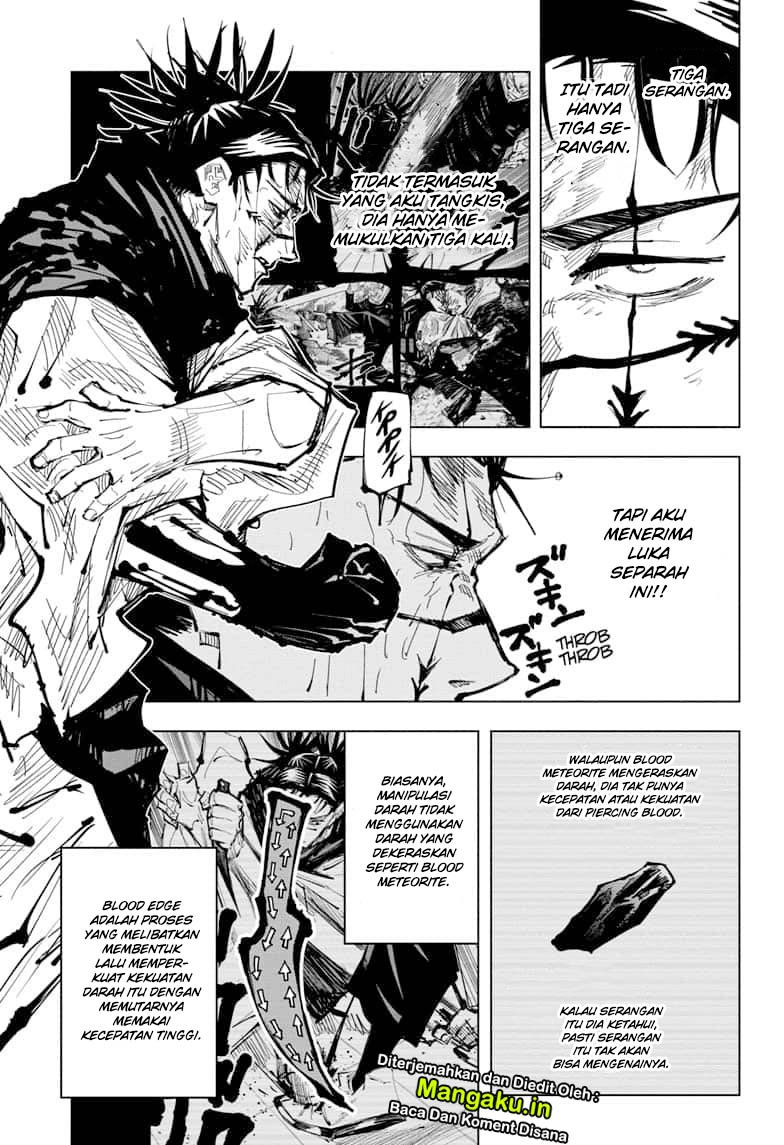 TIGA
SERANGAN.
ITU TADI
HANYA
TIGA SE-
RANGAN.
TIDAK TERMASUK
YANG AKU TANGKIS,
DIA HANYA ME-
MUKULKAN TIGA KALI.
TAPI AKU
MENERIMA
LUKA
SEPARAH
INI!!
ズキン
ズキン
THROB
THROB
WALAUPUN BLOOD
METEORITE MENGERASKAN
DARAH, DIA TAK PUNYA
KECEPATAN ATAU KEKUATAN
DARI PIERCING BLOOD.
KALAU SERANGAN
ITU DIA KETAHUI,
PASTI SERANGAN
ITU TAK AKAN
BISA MENGENAINYA.
BIASANYA,
MANIPULASI
DARAH TIDAK
MENGGUNAKAN
DARAH YANG
DEKERASKAN
SEPERTI BLOOD
METEORITE.
BLOOD EDGE
ADALAH PROSES
YANG MELIBATKAN
MEMBENTUK
LALU MEMPER-
KUAT KEKUATAN
DARAH ITU DENGAN
MEMUTARNYA
MEMAKAI
KECEPATAN TINGGI.
Diterjemahkan dan Diedit Oleh :
Mangaku.in
Baca Dan Koment Disana